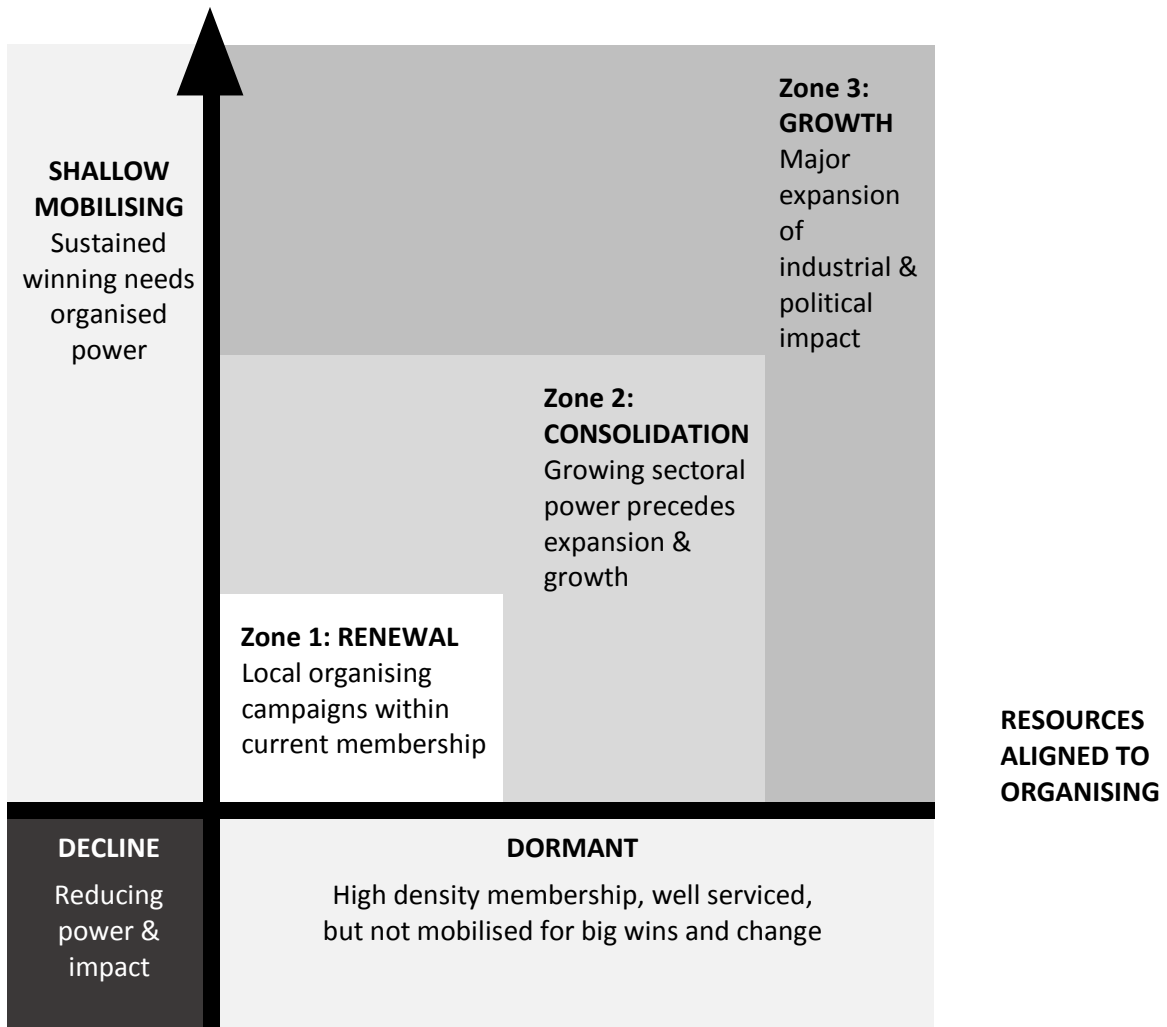 SHALLOW
MOBILISING
Sustained
winning needs
organised
power
Zone 3:
GROWTH
Major
expansion
of
industrial &
political
impact
Zone 2:
CONSOLIDATION
Growing sectoral
power precedes
expansion &
growth
Zone 1: RENEWAL
Local organising
campaigns within
current membership
RESOURCES
ALIGNED TO
ORGANISING
DECLINE
Reducing
power &
impact
DORMANT
High density membership, well serviced,
but not mobilised for big wins and change